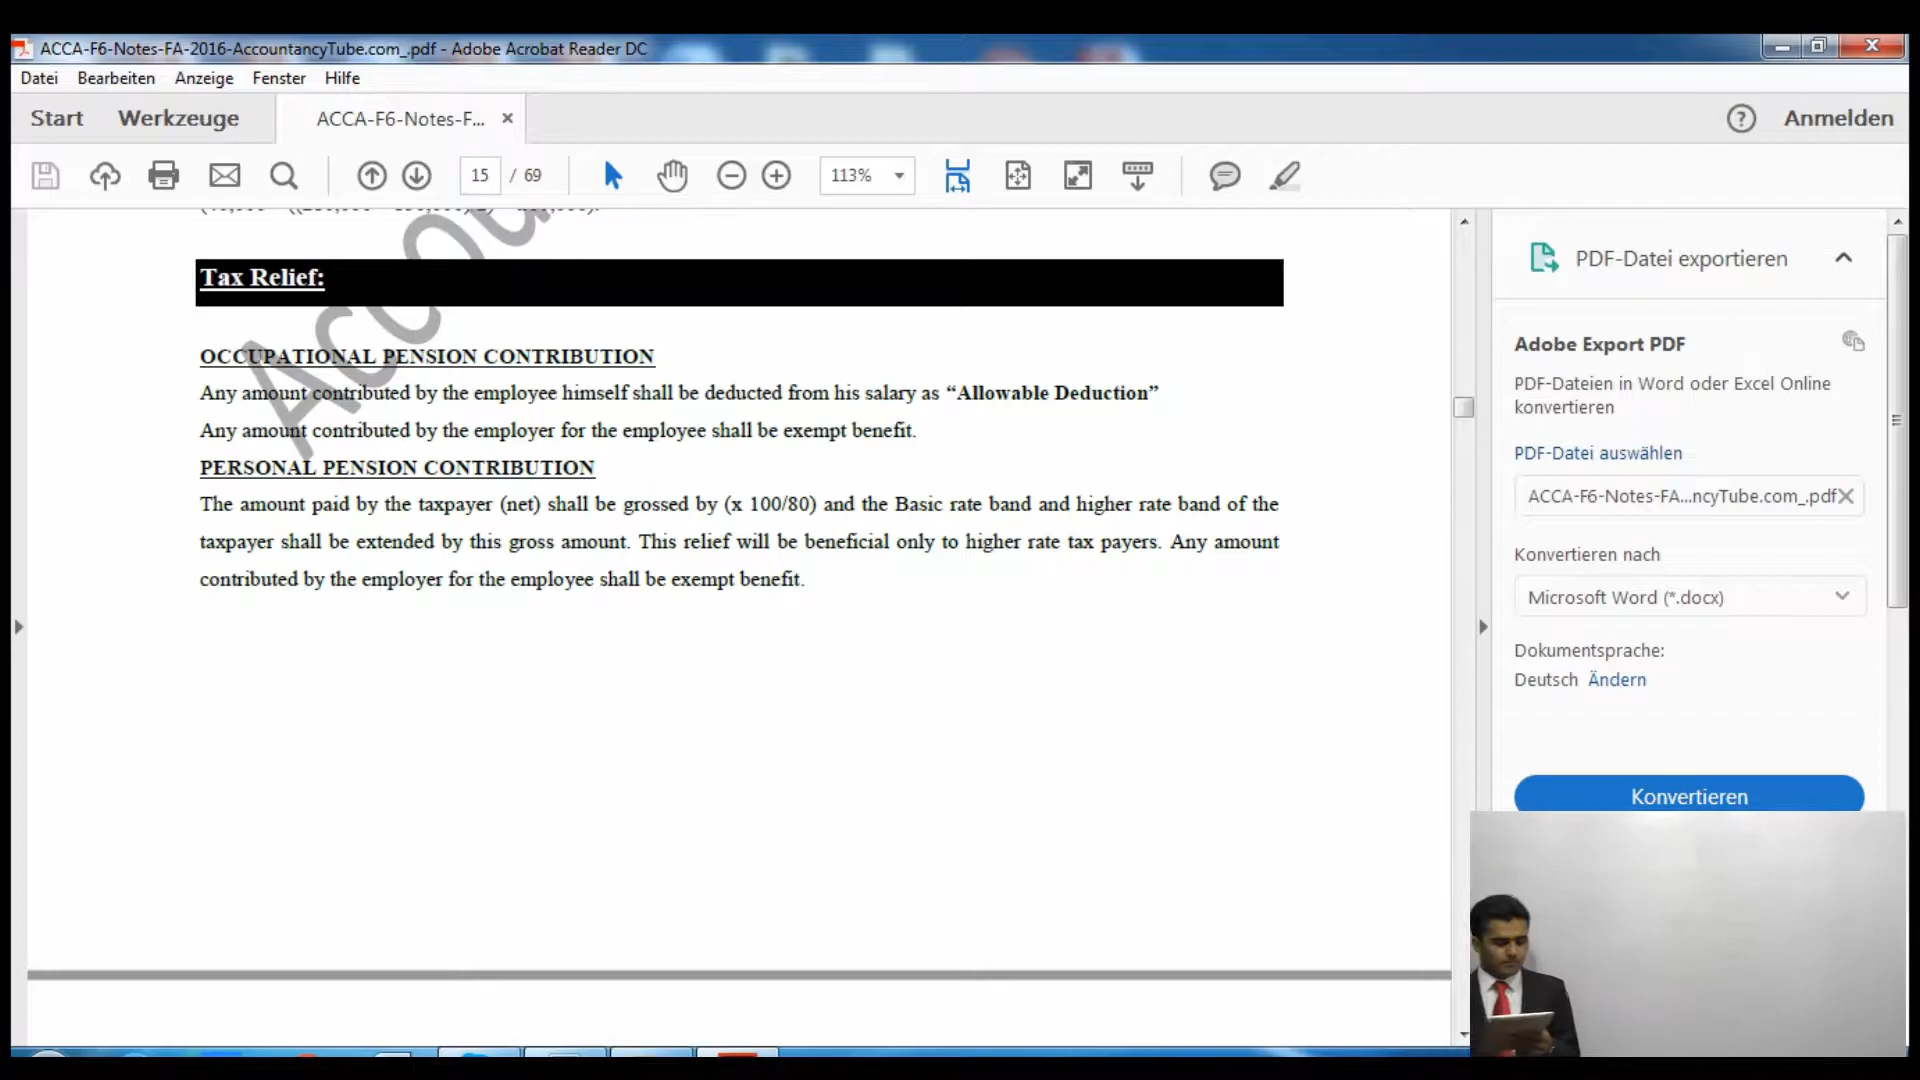 ACCA-F6-Notes-FA-2016-AccountancyTube.com_.pdf - Adobe Acrobat Reader DC
Datei Bearbeiten Anzeige Fenster Hilfe
Start Werkzeuge ACCA-F6-Notes-F... Anmelden
15 / 69 113%
Tax Relief:
OCCUPATIONAL PENSION CONTRIBUTION
Any amount contributed by the employee himself shall be deducted from his salary as “Allowable Deduction”
Any amount contributed by the employer for the employee shall be exempt benefit.
PERSONAL PENSION CONTRIBUTION
The amount paid by the taxpayer (net) shall be grossed by (x 100/80) and the Basic rate band and higher rate band of the
taxpayer shall be extended by this gross amount. This relief will be beneficial only to higher rate tax payers. Any amount
contributed by the employer for the employee shall be exempt benefit.
PDF-Datei exportieren
Adobe Export PDF
PDF-Dateien in Word oder Excel Online
konvertieren
PDF-Datei auswählen
ACCA-F6-Notes-FA...ncyTube.com_.pdf
Konvertieren nach
Microsoft Word (*.docx)
Dokumentsprache:
Deutsch Ändern
Konvertieren